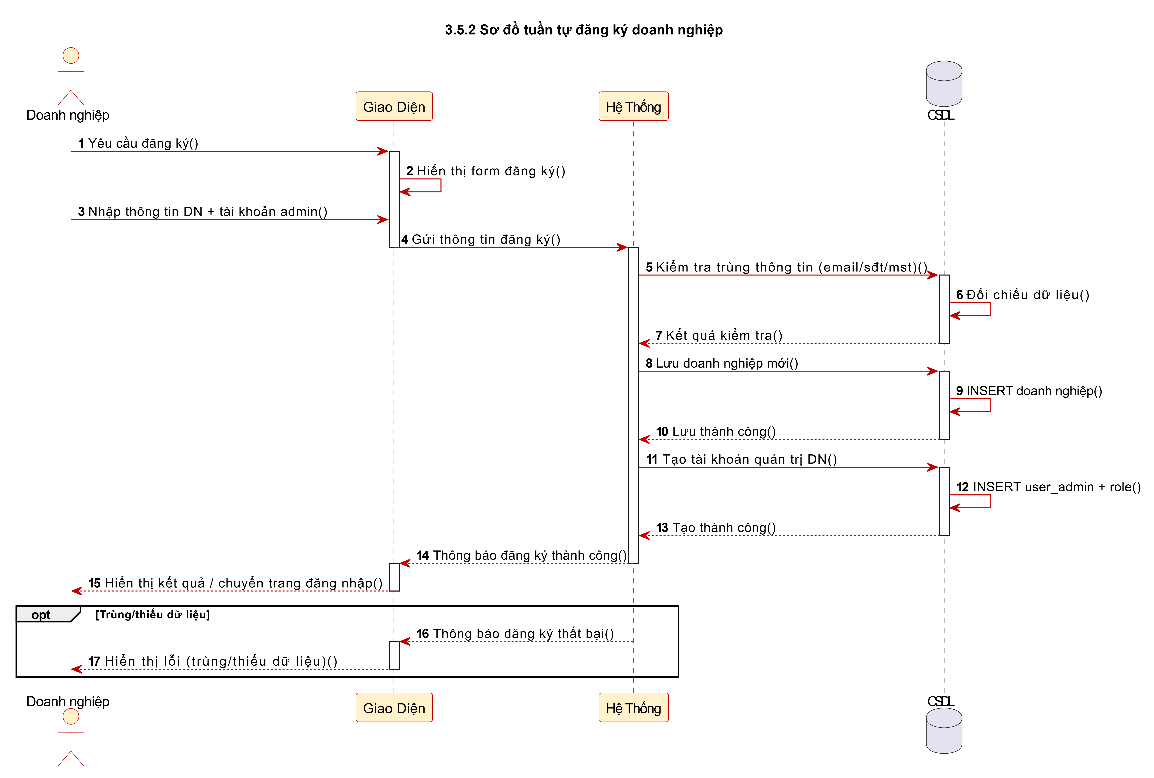 3.5.2 Sơ đồ tuần tự đăng ký doanh nghiệp
Doanh nghiệp
Giao Diện
Hệ Thống
CSDL
1 Yêu cầu đăng ký()
2 Hiển thị form đăng ký()
3 Nhập thông tin DN + tài khoản admin()
4 Gửi thông tin đăng ký()
5 Kiểm tra trùng thông tin (email/sđt/mst)()
6 Đối chiếu dữ liệu()
7 Kết quả kiểm tra()
8 Lưu doanh nghiệp mới()
9 INSERT doanh nghiệp()
10 Lưu thành công()
11 Tạo tài khoản quản trị DN()
12 INSERT user_admin + role()
13 Tạo thành công()
14 Thông báo đăng ký thành công()
15 Hiển thị kết quả / chuyển trang đăng nhập()
opt [Trùng/thiếu dữ liệu]
16 Thông báo đăng ký thất bại()
17 Hiển thị lỗi (trùng/thiếu dữ liệu)()
Doanh nghiệp
Giao Diện
Hệ Thống
CSDL